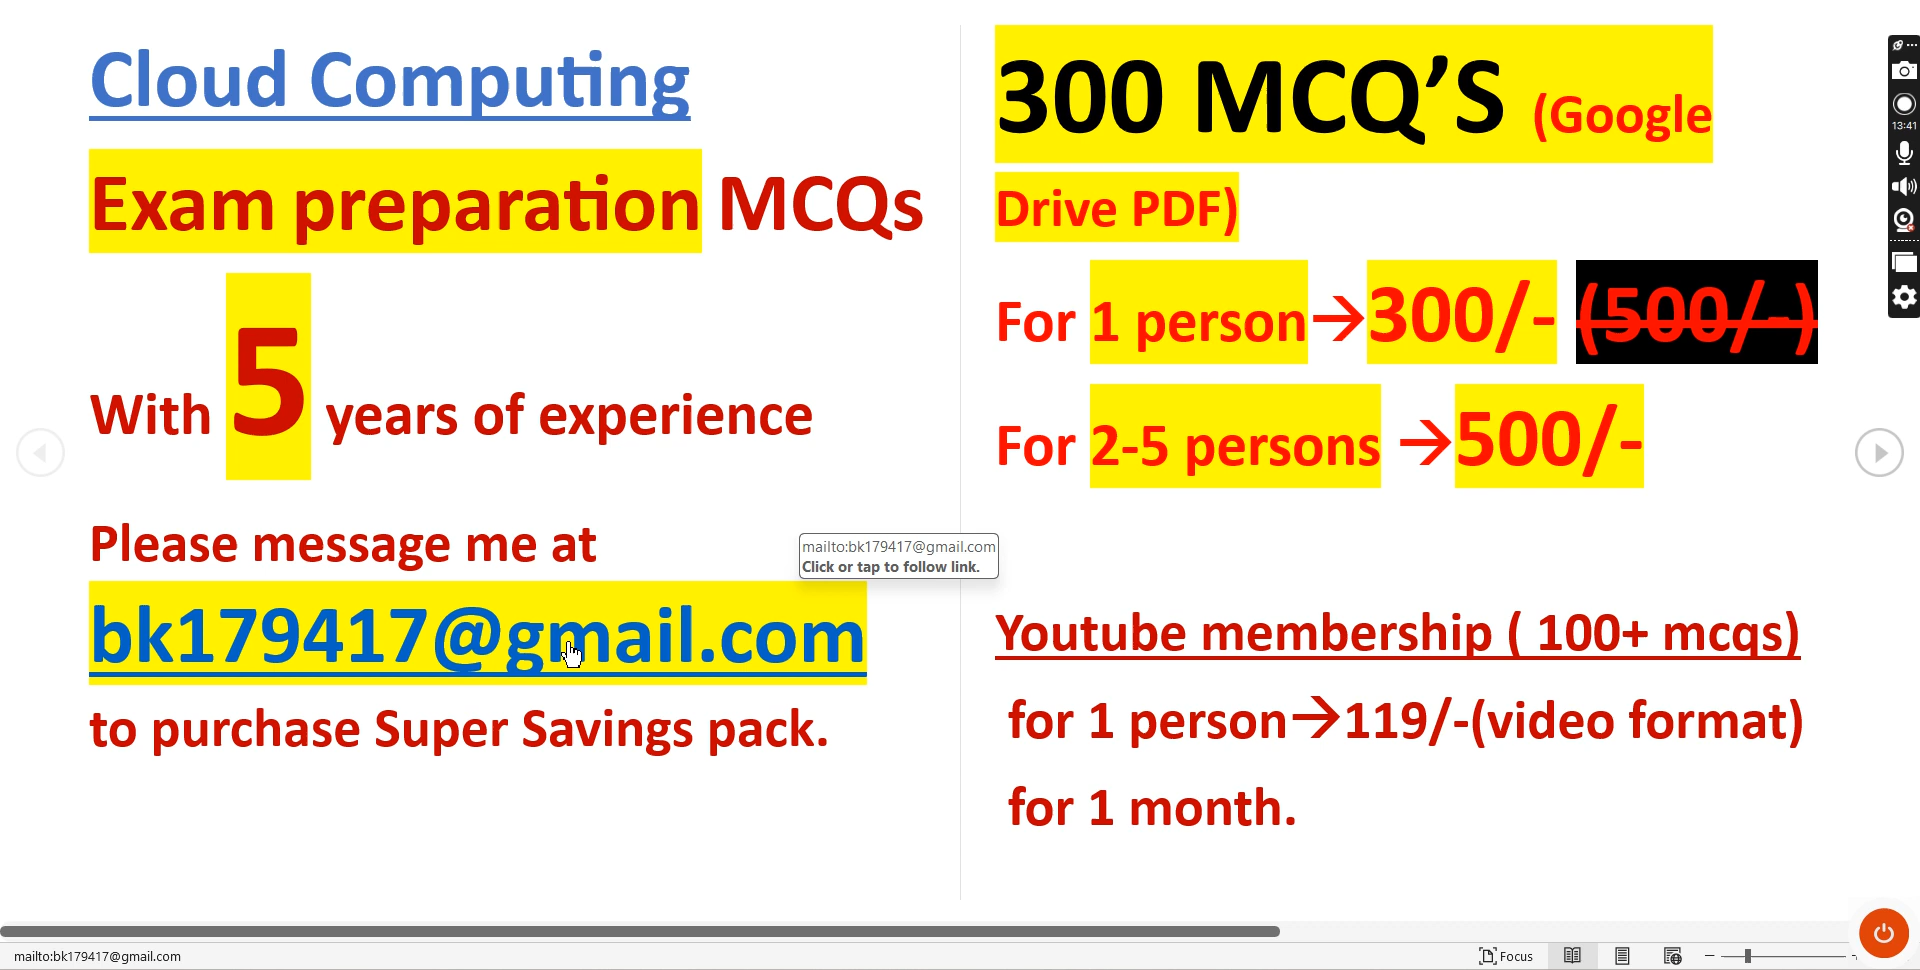 Cloud Computing
Exam preparation MCQs
With 5 years of experience
Please message me at
bk179417@gmail.com
to purchase Super Savings pack.
300 MCQ’S (Google
Drive PDF)
For 1 person→300/- (500/-)
For 2-5 persons →500/-
Youtube membership ( 100+ mcqs)
for 1 person→119/-(video format)
for 1 month.
mailto:bk179417@gmail.com
Click or tap to follow link.
13:41
mailto:bk179417@gmail.com
Focus